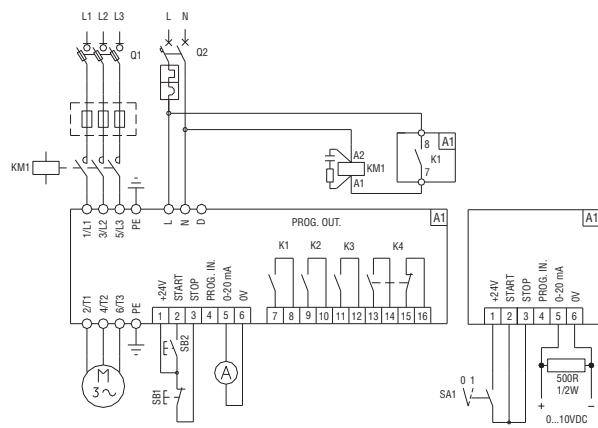 L1 L2 L3
L N
Q1
Q2
KM1
A2
KM1
A1
8
A1
K1
7
1/L1
3/L2
5/L3
PE
L
N
D
PROG. OUT.
A1
K1 K2 K3 K4
2/T1
4/T2
6/T3
PE
+24V
START
STOP
PROG. IN.
0-20 mA
0V
1 2 3 4 5 6
7 8 9 10 11 12 13 14 15 16
M
3
SB2
SB1
A
A1
+24V
START
STOP
PROG. IN.
0-20 mA
0V
1 2 3 4 5 6
0 1
SA1
500R
1/2W
+ −
0...10VDC